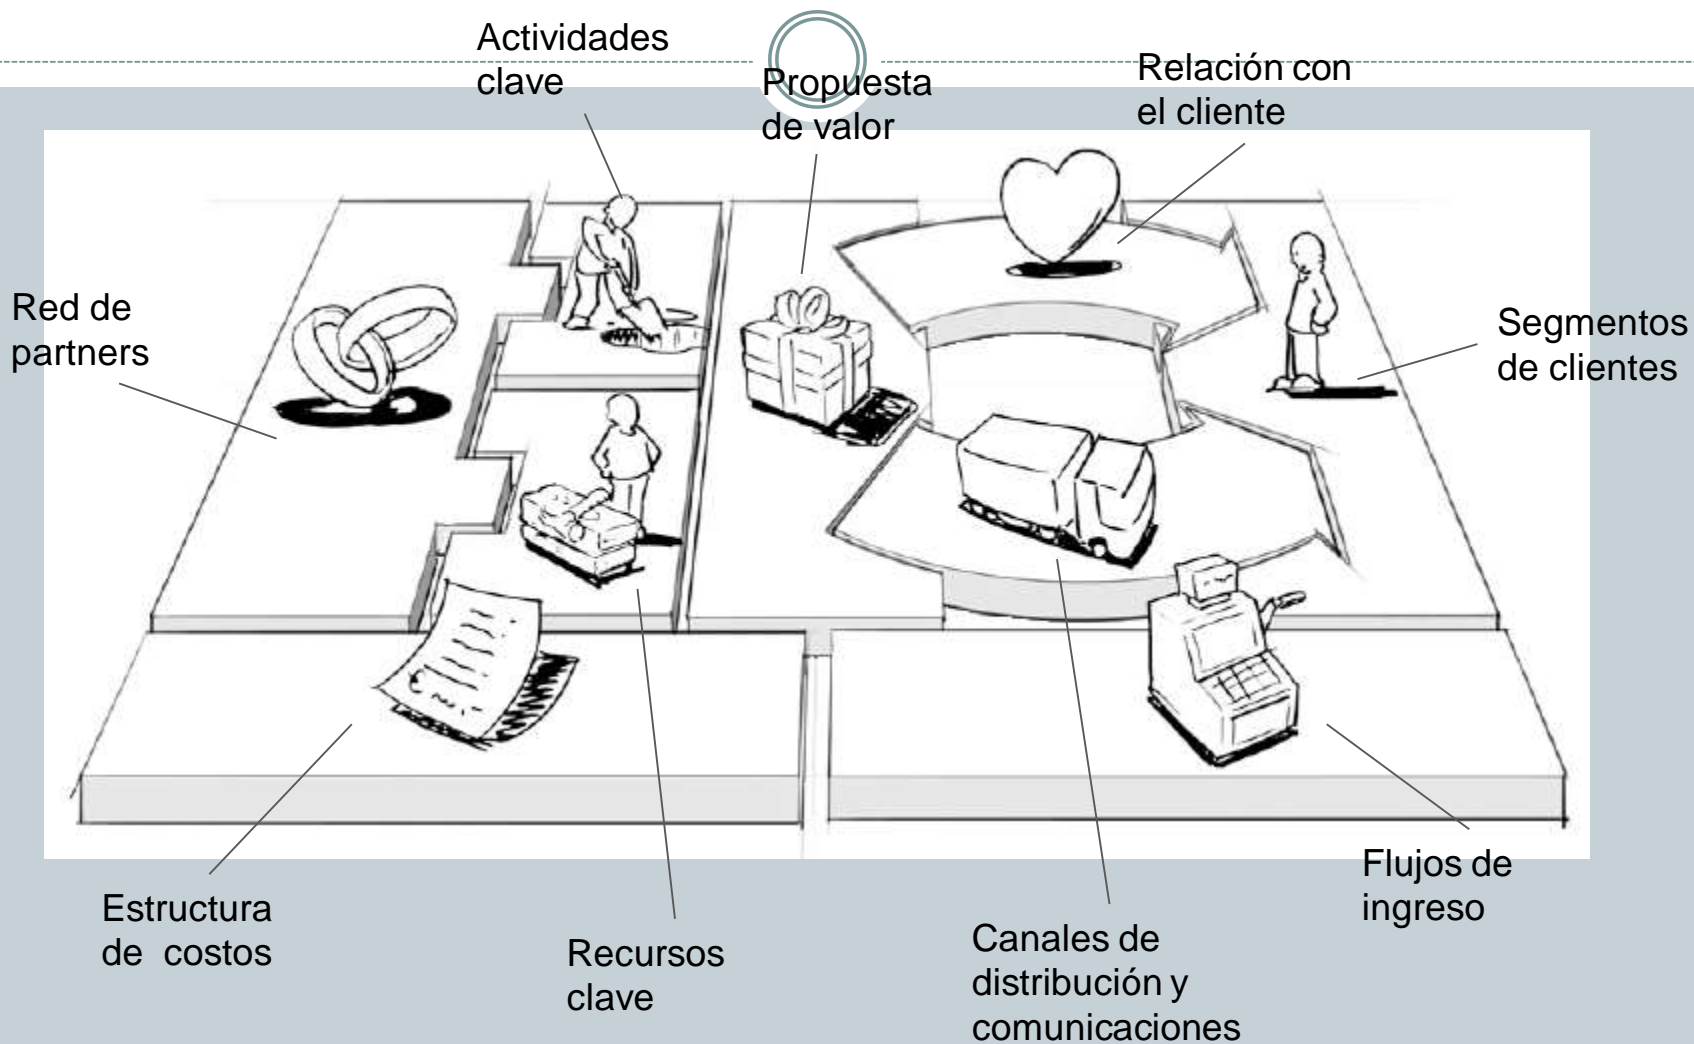 Actividades
clave
Propuesta
de valor
Relación con
el cliente
Red de
partners
Segmentos
de clientes
Estructura
de costos
Recursos
clave
Canales de
distribución y
comunicaciones
Flujos de
ingreso